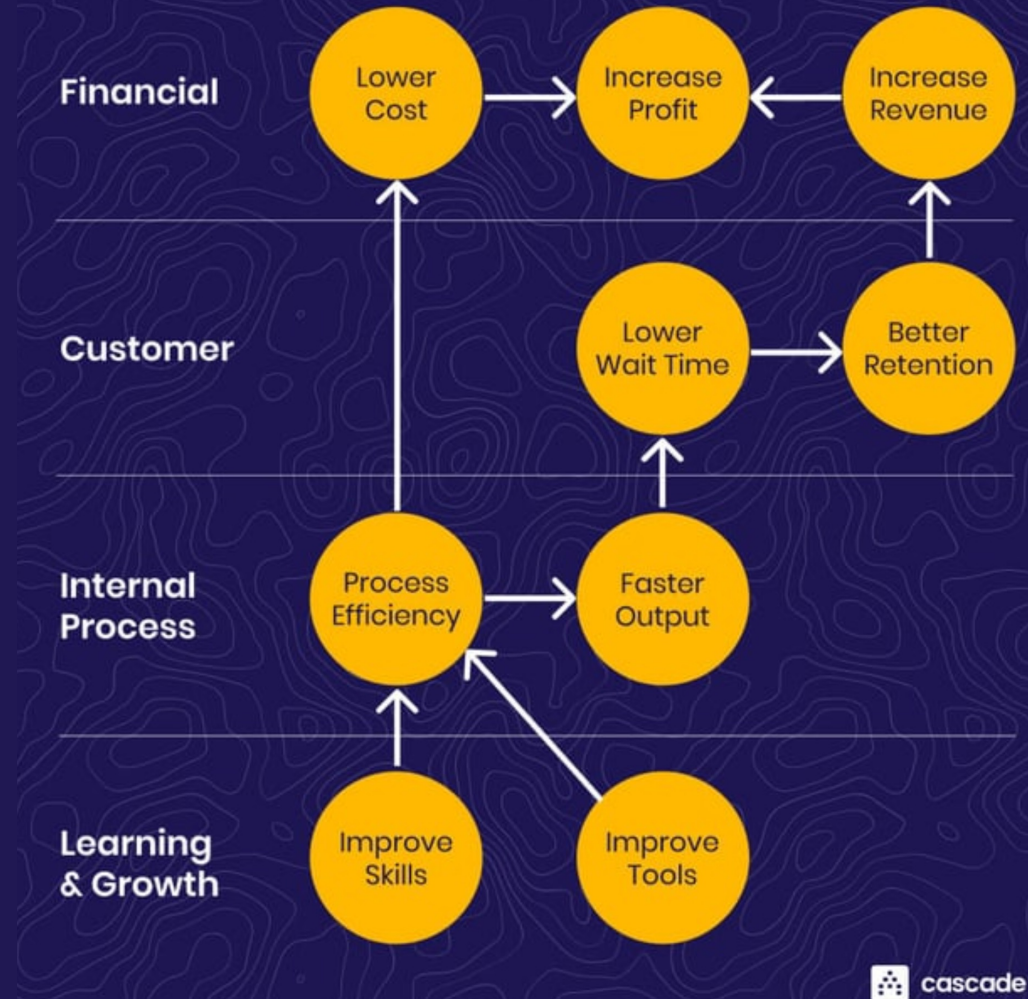 Financial
Lower
Cost
Increase
Profit
Increase
Revenue
Customer
Lower
Wait Time
Better
Retention
Internal
Process
Process
Efficiency
Faster
Output
Learning
& Growth
Improve
Skills
Improve
Tools
cascade